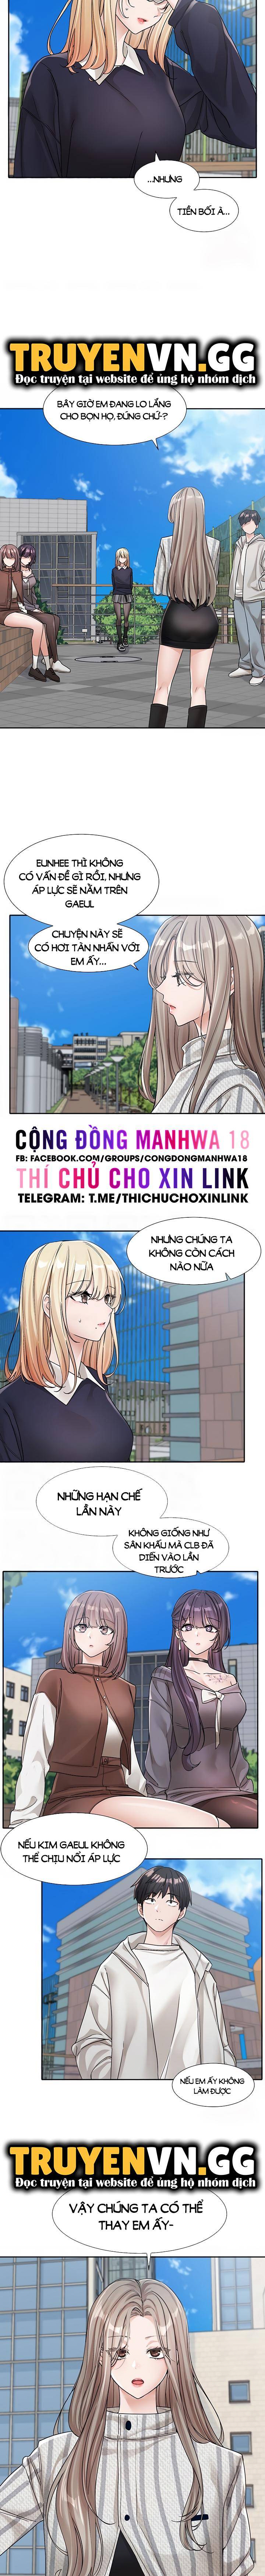 ...NHƯNG
TIỀN BỐI À...
TRUYENVN.GG
Đọc truyện tại website để ủng hộ nhóm dịch
BÂY GIỜ EM ĐANG LO LẮNG
CHO BỌN HỌ, ĐÚNG CHỨ-?
EUNHEE THÌ KHÔNG
CÓ VẤN ĐỀ GÌ RỒI, NHƯNG
ÁP LỰC SẼ NẰM TRÊN
GAEUL
CHUYỆN NÀY SẼ
CÓ HƠI TÀN NHẪN VỚI
EM ẤY...
CỘNG ĐỒNG MANHWA 18
FB: FACEBOOK.COM/GROUPS/CONGDONGMANHWA18
THÍ CHỦ CHO XIN LINK
TELEGRAM: T.ME/THICHUCHOXINLINK
NHƯNG CHÚNG TA
KHÔNG CÒN CÁCH
NÀO NỮA
NHỮNG HẠN CHẾ
LẦN NÀY
KHÔNG GIỐNG NHƯ
SÂN KHẤU MÀ CLB ĐÃ
DIẾN VÀO LẦN
TRƯỚC
NẾU KIM GAEUL KHÔNG
THỂ CHỊU NỔI ÁP LỰC
NẾU EM ẤY KHÔNG
LÀM ĐƯỢC
TRUYENVN.GG
Đọc truyện tại website để ủng hộ nhóm dịch
VẬY CHÚNG TA CÓ THỂ
THAY EM ẤY-